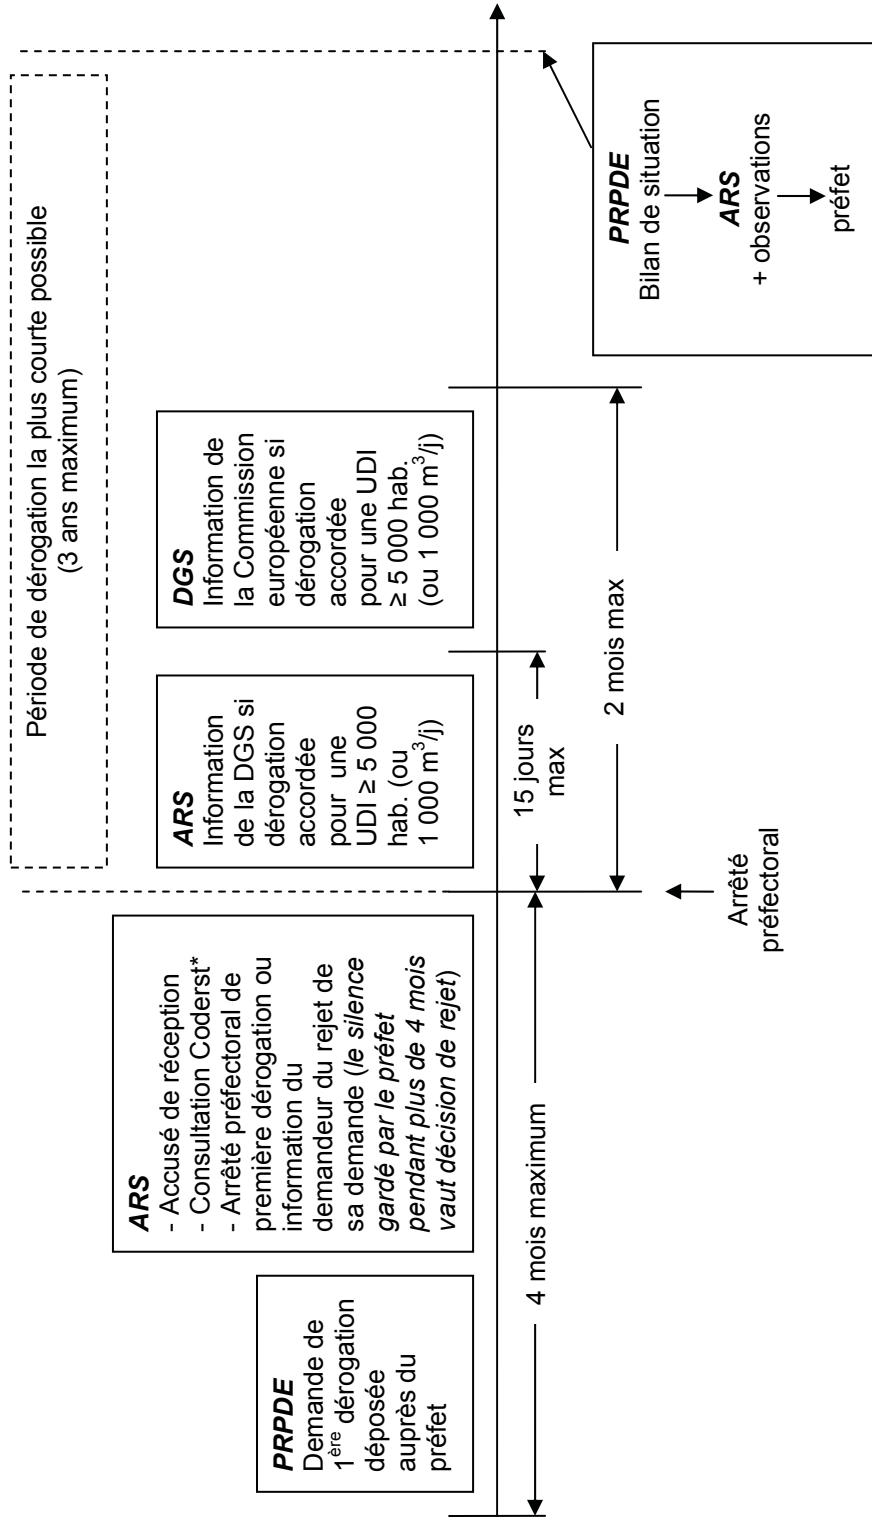 Période de dérogation la plus courte possible
(3 ans maximum)
PRPDE
Demande de
1ère dérogation
déposée
auprès du
préfet
ARS
- Accusé de réception
- Consultation Coderst*
- Arrêté préfectoral de
première dérogation ou
information du
demandeur du rejet de
sa demande (le silence
gardé par le préfet
pendant plus de 4 mois
vaut décision de rejet)
ARS
Information
de la DGS si
dérogation
accordée
pour une
UDI ≥ 5 000
hab. (ou
1 000 m³/j)
DGS
Information de
la Commission
européenne si
dérogation
accordée
pour une UDI
≥ 5 000 hab.
(ou 1 000 m³/j)
4 mois maximum
15 jours
max
2 mois max
Arrêté
préfectoral
PRPDE
Bilan de situation
ARS
+ observations
préfet